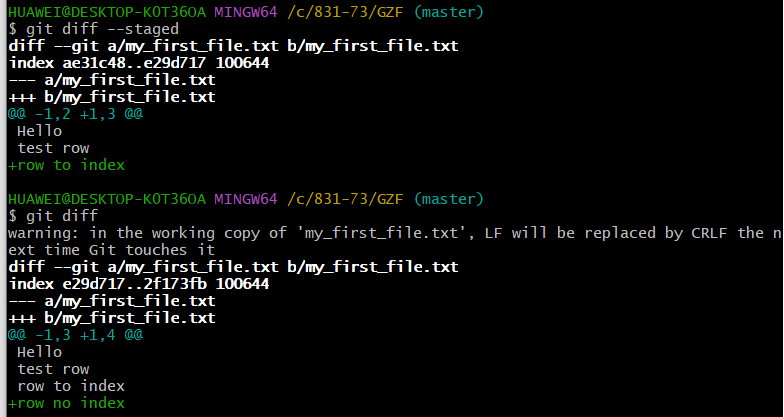 HUAWEI@DESKTOP-K0T36OA MINGW64 /c/831-73/GZF (master)
$ git diff --staged
diff --git a/my_first_file.txt b/my_first_file.txt
index ae31c48..e29d717 100644
--- a/my_first_file.txt
+++ b/my_first_file.txt
@@ -1,2 +1,3 @@
 Hello
 test row
+row to index

HUAWEI@DESKTOP-K0T36OA MINGW64 /c/831-73/GZF (master)
$ git diff
warning: in the working copy of 'my_first_file.txt', LF will be replaced by CRLF the n
ext time Git touches it
diff --git a/my_first_file.txt b/my_first_file.txt
index e29d717..2f173fb 100644
--- a/my_first_file.txt
+++ b/my_first_file.txt
@@ -1,3 +1,4 @@
 Hello
 test row
 row to index
+row no index